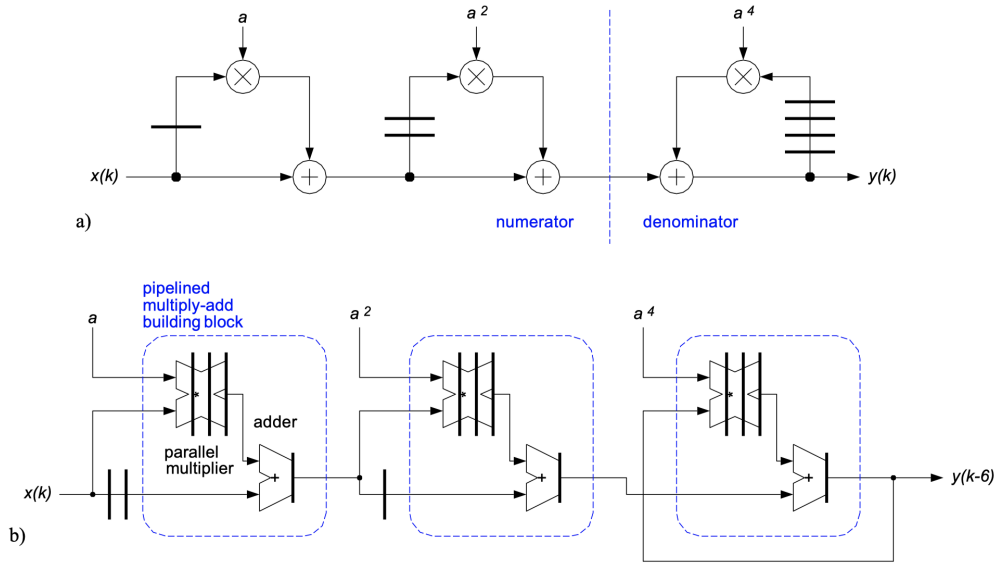 a
a 2
a 4
x(k)
y(k)
a)
numerator
denominator
pipelined
multiply-add
building block
a
a 2
a 4
*
*
*
adder
parallel
multiplier
x(k)
+
+
+
y(k-6)
b)